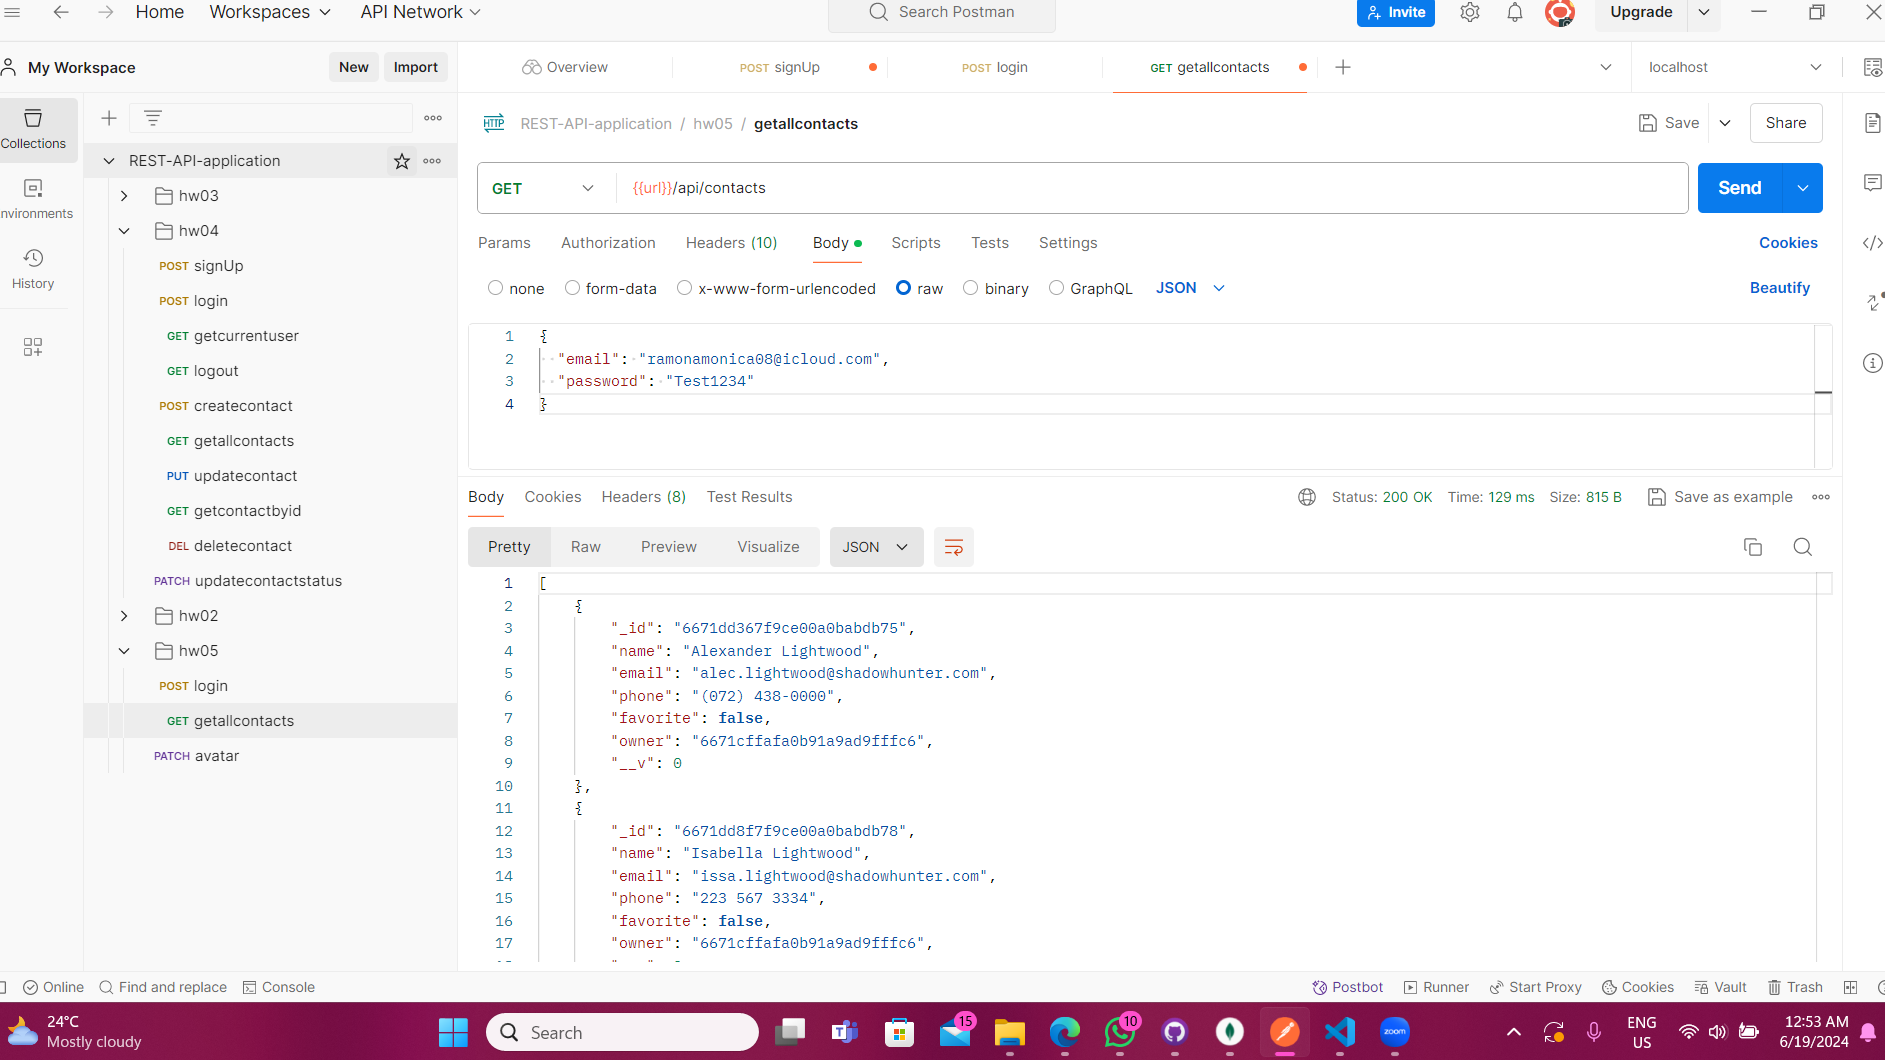 Home Workspaces API Network Search Postman Invite Upgrade
My Workspace New Import Overview POST signUp POST login GET getallcontacts localhost
Collections
REST-API-application / hw05 / getallcontacts Save Share
REST-API-application
GET {{url}}/api/contacts Send
hw03
nvironments
hw04
Params Authorization Headers (10) Body Scripts Tests Settings Cookies
POST signUp
History
none form-data x-www-form-urlencoded raw binary GraphQL JSON Beautify
POST login
GET getcurrentuser
GET logout
POST createcontact
GET getallcontacts
PUT updatecontact
GET getcontactbyid
DEL deletecontact
PATCH updatecontactstatus
hw02
hw05
POST login
GET getallcontacts
PATCH avatar
1 {
2 "email": "ramonamonica08@icloud.com",
3 "password": "Test1234"
4 }
Body Cookies Headers (8) Test Results Status: 200 OK Time: 129 ms Size: 815 B Save as example
Pretty Raw Preview Visualize JSON
1 [
2 {
3 "_id": "6671dd367f9ce00a0babdb75",
4 "name": "Alexander Lightwood",
5 "email": "alec.lightwood@shadowhunter.com",
6 "phone": "(072) 438-0000",
7 "favorite": false,
8 "owner": "6671cffafa0b91a9ad9fffc6",
9 "__v": 0
10 },
11 {
12 "_id": "6671dd8f7f9ce00a0babdb78",
13 "name": "Isabella Lightwood",
14 "email": "issa.lightwood@shadowhunter.com",
15 "phone": "223 567 3334",
16 "favorite": false,
17 "owner": "6671cffafa0b91a9ad9fffc6",
Online Find and replace Console Postbot Runner Start Proxy Cookies Vault Trash
24°C
Mostly cloudy
Search
15
10
zoom
ENG
US
12:53 AM
6/19/2024